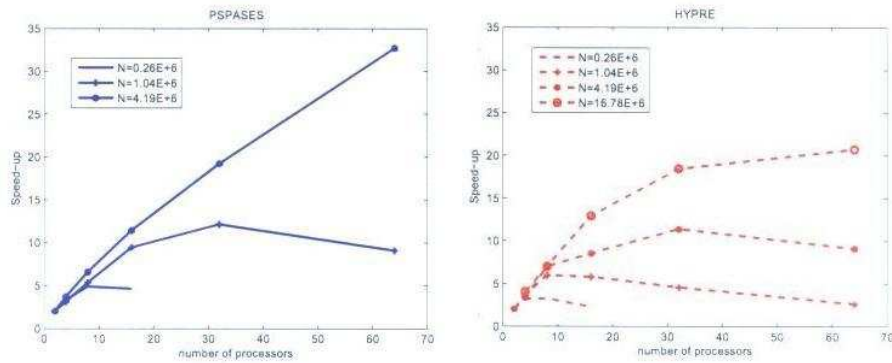 PSPASES
35
30
25
20
15
10
5
0
Speed-up
N=0.26E+6
N=1.04E+6
N=4.19E+6
0 10 20 30 40 50 60 70
number of processors
HYPRE
35
30
25
20
15
10
5
0
Speed-up
N=0.26E+6
N=1.04E+6
N=4.19E+6
N=16.78E+6
0 10 20 30 40 50 60 70
number of processors